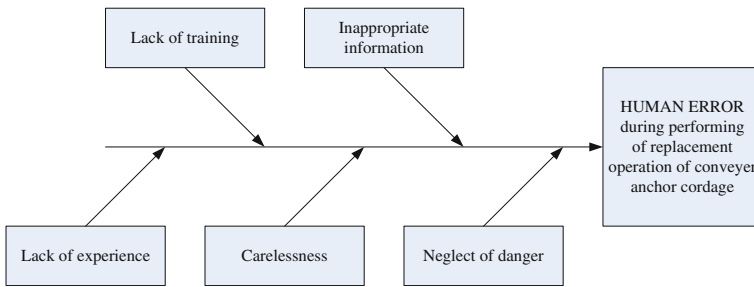 Lack of training
Inappropriate
information
HUMAN ERROR
during performing
of replacement
operation of conveyer
anchor cordage
Lack of experience
Carelessness
Neglect of danger